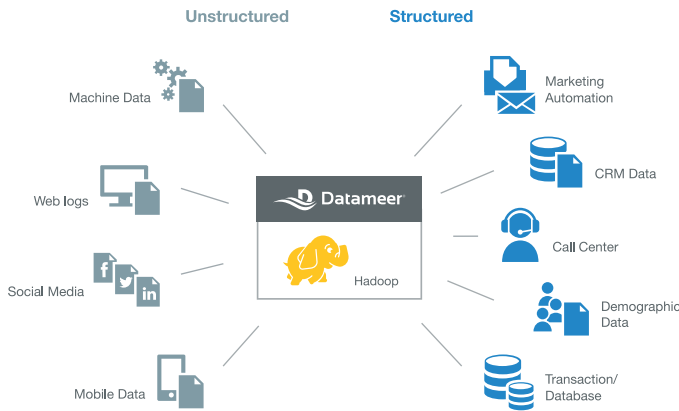 Unstructured
Structured
Machine Data
Web logs
Social Media
f
in
Mobile Data
Datameer
Hadoop
Marketing
Automation
CRM Data
Call Center
Demographic
Data
Transaction/
Database